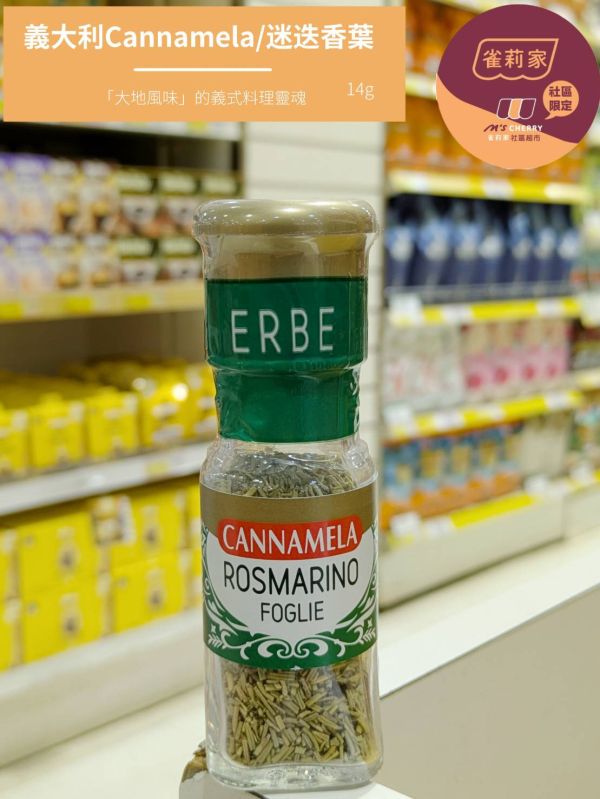 義大利Cannamela/迷迭香葉
「大地風味」的義式料理靈魂
14g
雀莉家
社區
限定
M's CHERRY
雀莉家 社區超市
ERBE
CANNAMELA
ROSMARINO
FOGLIE